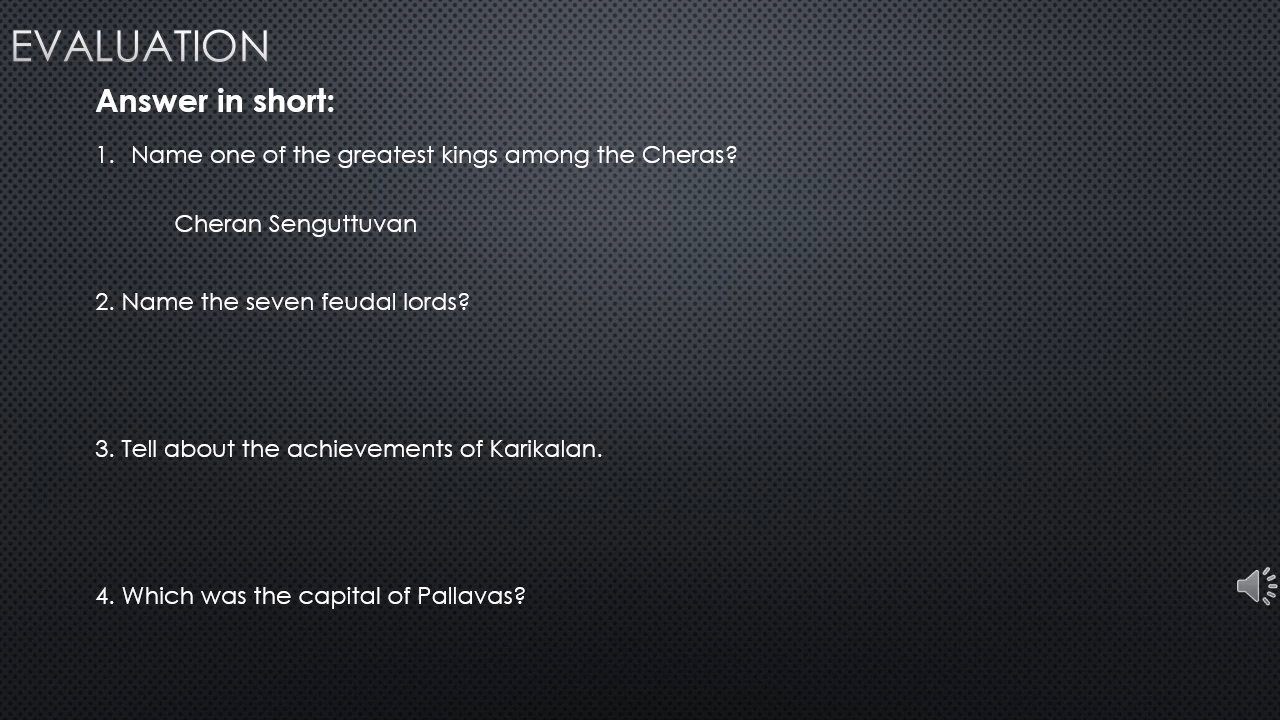 EVALUATION
Answer in short:
1. Name one of the greatest kings among the Cheras?
Cheran Senguttuvan
2. Name the seven feudal lords?
3. Tell about the achievements of Karikalan.
4. Which was the capital of Pallavas?